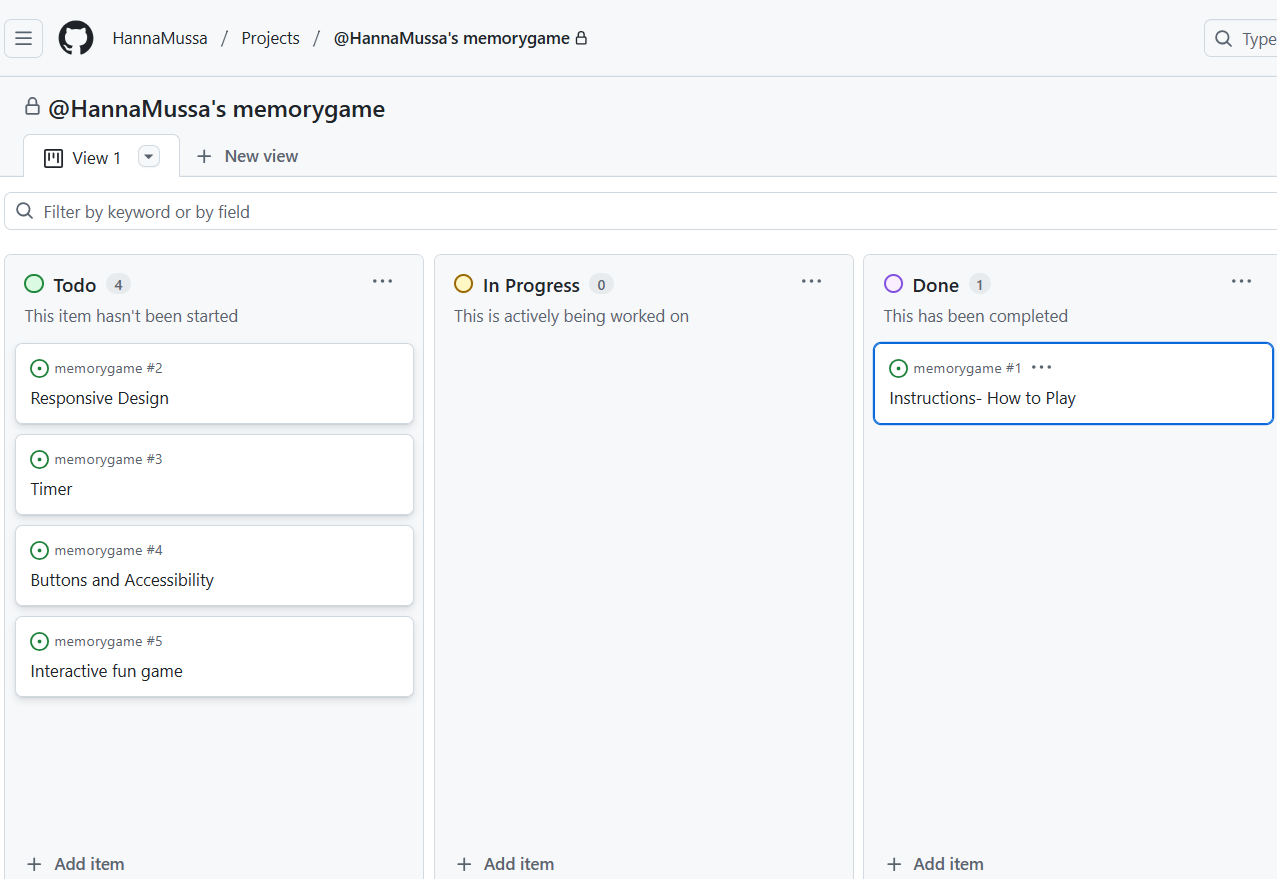 HannaMussa / Projects / @HannaMussa's memorygame
Type
@HannaMussa's memorygame
View 1
New view
Filter by keyword or by field
Todo 4
This item hasn't been started
memorygame #2
Responsive Design
memorygame #3
Timer
memorygame #4
Buttons and Accessibility
memorygame #5
Interactive fun game
+ Add item
In Progress 0
This is actively being worked on
+ Add item
Done 1
This has been completed
memorygame #1 ···
Instructions- How to Play
+ Add item